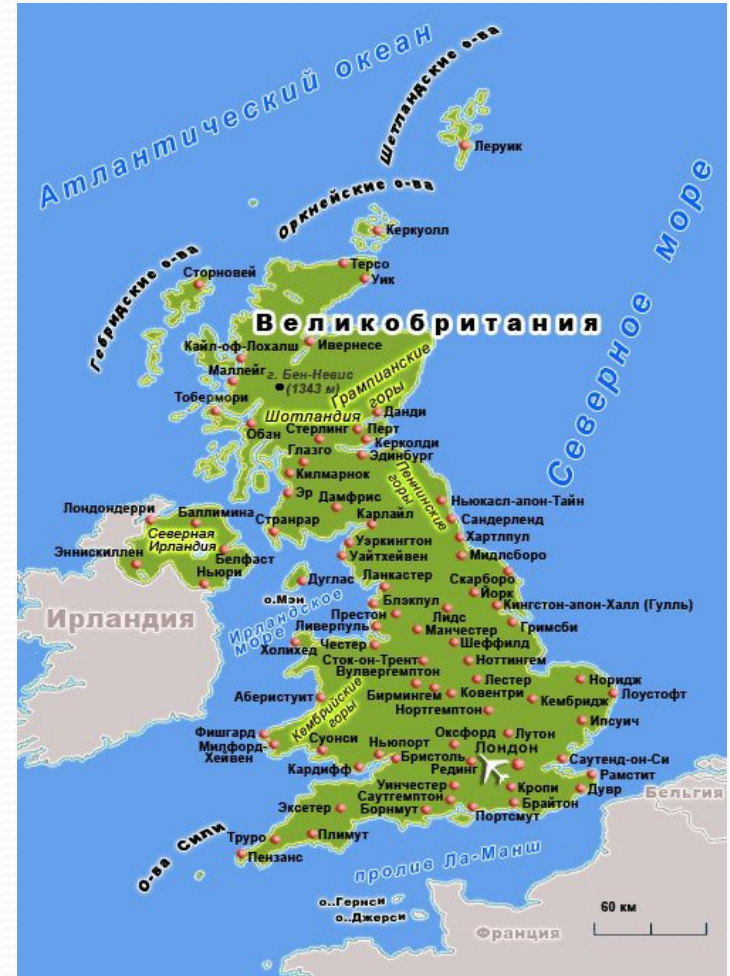 Атлантический океан
Шетландские о-ва
Леруик
Оркнейские о-ва
Керкуолл
Северное море
Гебридские о-ва
Сторновей
Терсо
Уик
Великобритания
Кайл-оф-Лохалш
Ивернесе
Маллейг
г. Бен-Невис
(1343 м)
Грампианские
горы
Тобермори
Шотландия
Данди
Обан
Стерлинг
Перт
Керколди
Глазго
Эдинбург
Килмарнок
Пеннинские
горы
Эр
Дамфрис
Ньюкасл-апон-Тайн
Лондондерри
Баллимина
Странрар
Карлайл
Сандерленд
Северная
Ирландия
Уэркингтон
Хартлпул
Эннискиллен
Белфаст
Уайтхейвен
Мидлсборо
Ньюри
Дуглас
Ланкастер
Скарборо
о.Мэн
Блэкпул
Йорк
Кингстон-апон-Халл (Гулль)
Ирландия
Ирландское
море
Престон
Лидс
Гримсби
Ливерпуль
Манчестер
Холихед
Честер
Шеффилд
Сток-он-Трент
Ноттингем
Вулвергемптон
Лестер
Норидж
Аберистуит
Бирмингем
Ковентри
Кембридж
Лоустофт
Кембрийские
горы
Нортгемптон
Ипсуич
Фишгард
Милфорд-
Хейвен
Суонси
Ньюпорт
Оксфорд
Лутон
Лондон
Кардифф
Бристоль
Рединг
Саутенд-он-Си
Рамстит
Уинчестер
Кропи
Дувр
Бельгия
Эксетер
Саутгемптон
Борнмут
Брайтон
Портсмут
О-ва Сили
Труро
Плимут
Пензанс
пролив Ла-Манш
о..Гернси
о..Джерси
Франция
60 км